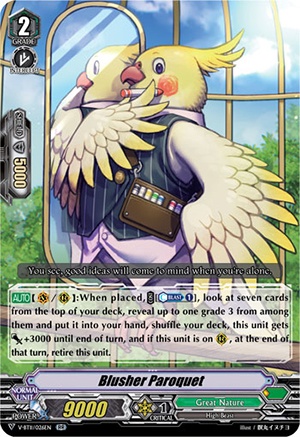 2
GRADE
INTERCEPT
SHIELD
5000
You see, good ideas will come to mind when you're alone.
AUTO [ ]:When placed, [ BLAST 1 ], look at seven cards
from the top of your deck, reveal up to one grade 3 from among
them and put it into your hand, shuffle your deck, this unit gets
+3000 until end of turn, and if it is on , at the end of
that turn, retire this unit.
Blusher Paroquet
NORMAL
UNIT
POWER
9000
1
CRITICAL
Great Nature
High Beast
V-BT11/026EN RR